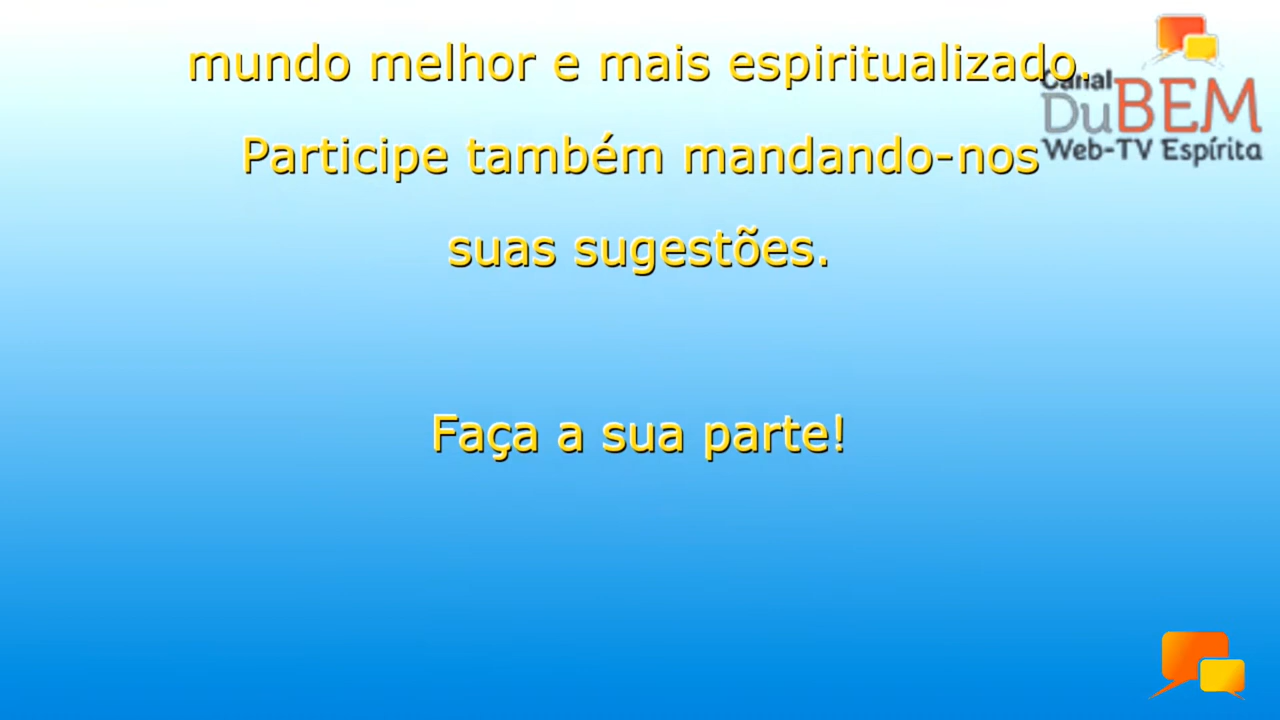 mundo melhor e mais espiritualizado.
Canal
DuBEM
Participe também mandando-nos
Web-TV Espírita
suas sugestões.
Faça a sua parte!